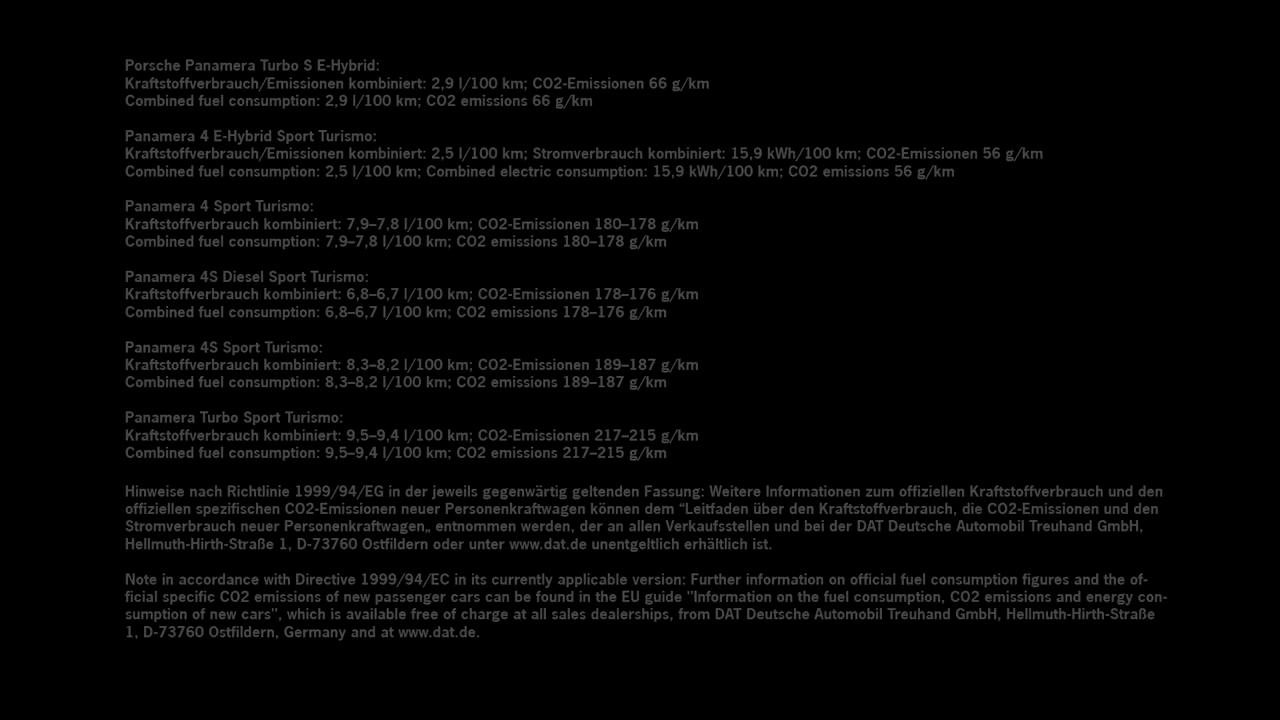 Porsche Panamera Turbo S E-Hybrid:
Kraftstoffverbrauch/Emissionen kombiniert: 2,9 l/100 km; CO2-Emissionen 66 g/km
Combined fuel consumption: 2,9 l/100 km; CO2 emissions 66 g/km
Panamera 4 E-Hybrid Sport Turismo:
Kraftstoffverbrauch/Emissionen kombiniert: 2,5 l/100 km; Stromverbrauch kombiniert: 15,9 kWh/100 km; CO2-Emissionen 56 g/km
Combined fuel consumption: 2,5 l/100 km; Combined electric consumption: 15,9 kWh/100 km; CO2 emissions 56 g/km
Panamera 4 Sport Turismo:
Kraftstoffverbrauch kombiniert: 7,9–7,8 l/100 km; CO2-Emissionen 180–178 g/km
Combined fuel consumption: 7,9–7,8 l/100 km; CO2 emissions 180–178 g/km
Panamera 4S Diesel Sport Turismo:
Kraftstoffverbrauch kombiniert: 6,8–6,7 l/100 km; CO2-Emissionen 178–176 g/km
Combined fuel consumption: 6,8–6,7 l/100 km; CO2 emissions 178–176 g/km
Panamera 4S Sport Turismo:
Kraftstoffverbrauch kombiniert: 8,3–8,2 l/100 km; CO2-Emissionen 189–187 g/km
Combined fuel consumption: 8,3–8,2 l/100 km; CO2 emissions 189–187 g/km
Panamera Turbo Sport Turismo:
Kraftstoffverbrauch kombiniert: 9,5–9,4 l/100 km; CO2-Emissionen 217–215 g/km
Combined fuel consumption: 9,5–9,4 l/100 km; CO2 emissions 217–215 g/km
Hinweise nach Richtlinie 1999/94/EG in der jeweils gegenwärtig geltenden Fassung: Weitere Informationen zum offiziellen Kraftstoffverbrauch und den
offiziellen spezifischen CO2-Emissionen neuer Personenkraftwagen können dem “Leitfaden über den Kraftstoffverbrauch, die CO2-Emissionen und den
Stromverbrauch neuer Personenkraftwagen„ entnommen werden, der an allen Verkaufsstellen und bei der DAT Deutsche Automobil Treuhand GmbH,
Hellmuth-Hirth-Straße 1, D-73760 Ostfildern oder unter www.dat.de unentgeltlich erhältlich ist.
Note in accordance with Directive 1999/94/EC in its currently applicable version: Further information on official fuel consumption figures and the of-
ficial specific CO2 emissions of new passenger cars can be found in the EU guide "Information on the fuel consumption, CO2 emissions and energy con-
sumption of new cars", which is available free of charge at all sales dealerships, from DAT Deutsche Automobil Treuhand GmbH, Hellmuth-Hirth-Straße
1, D-73760 Ostfildern, Germany and at www.dat.de.